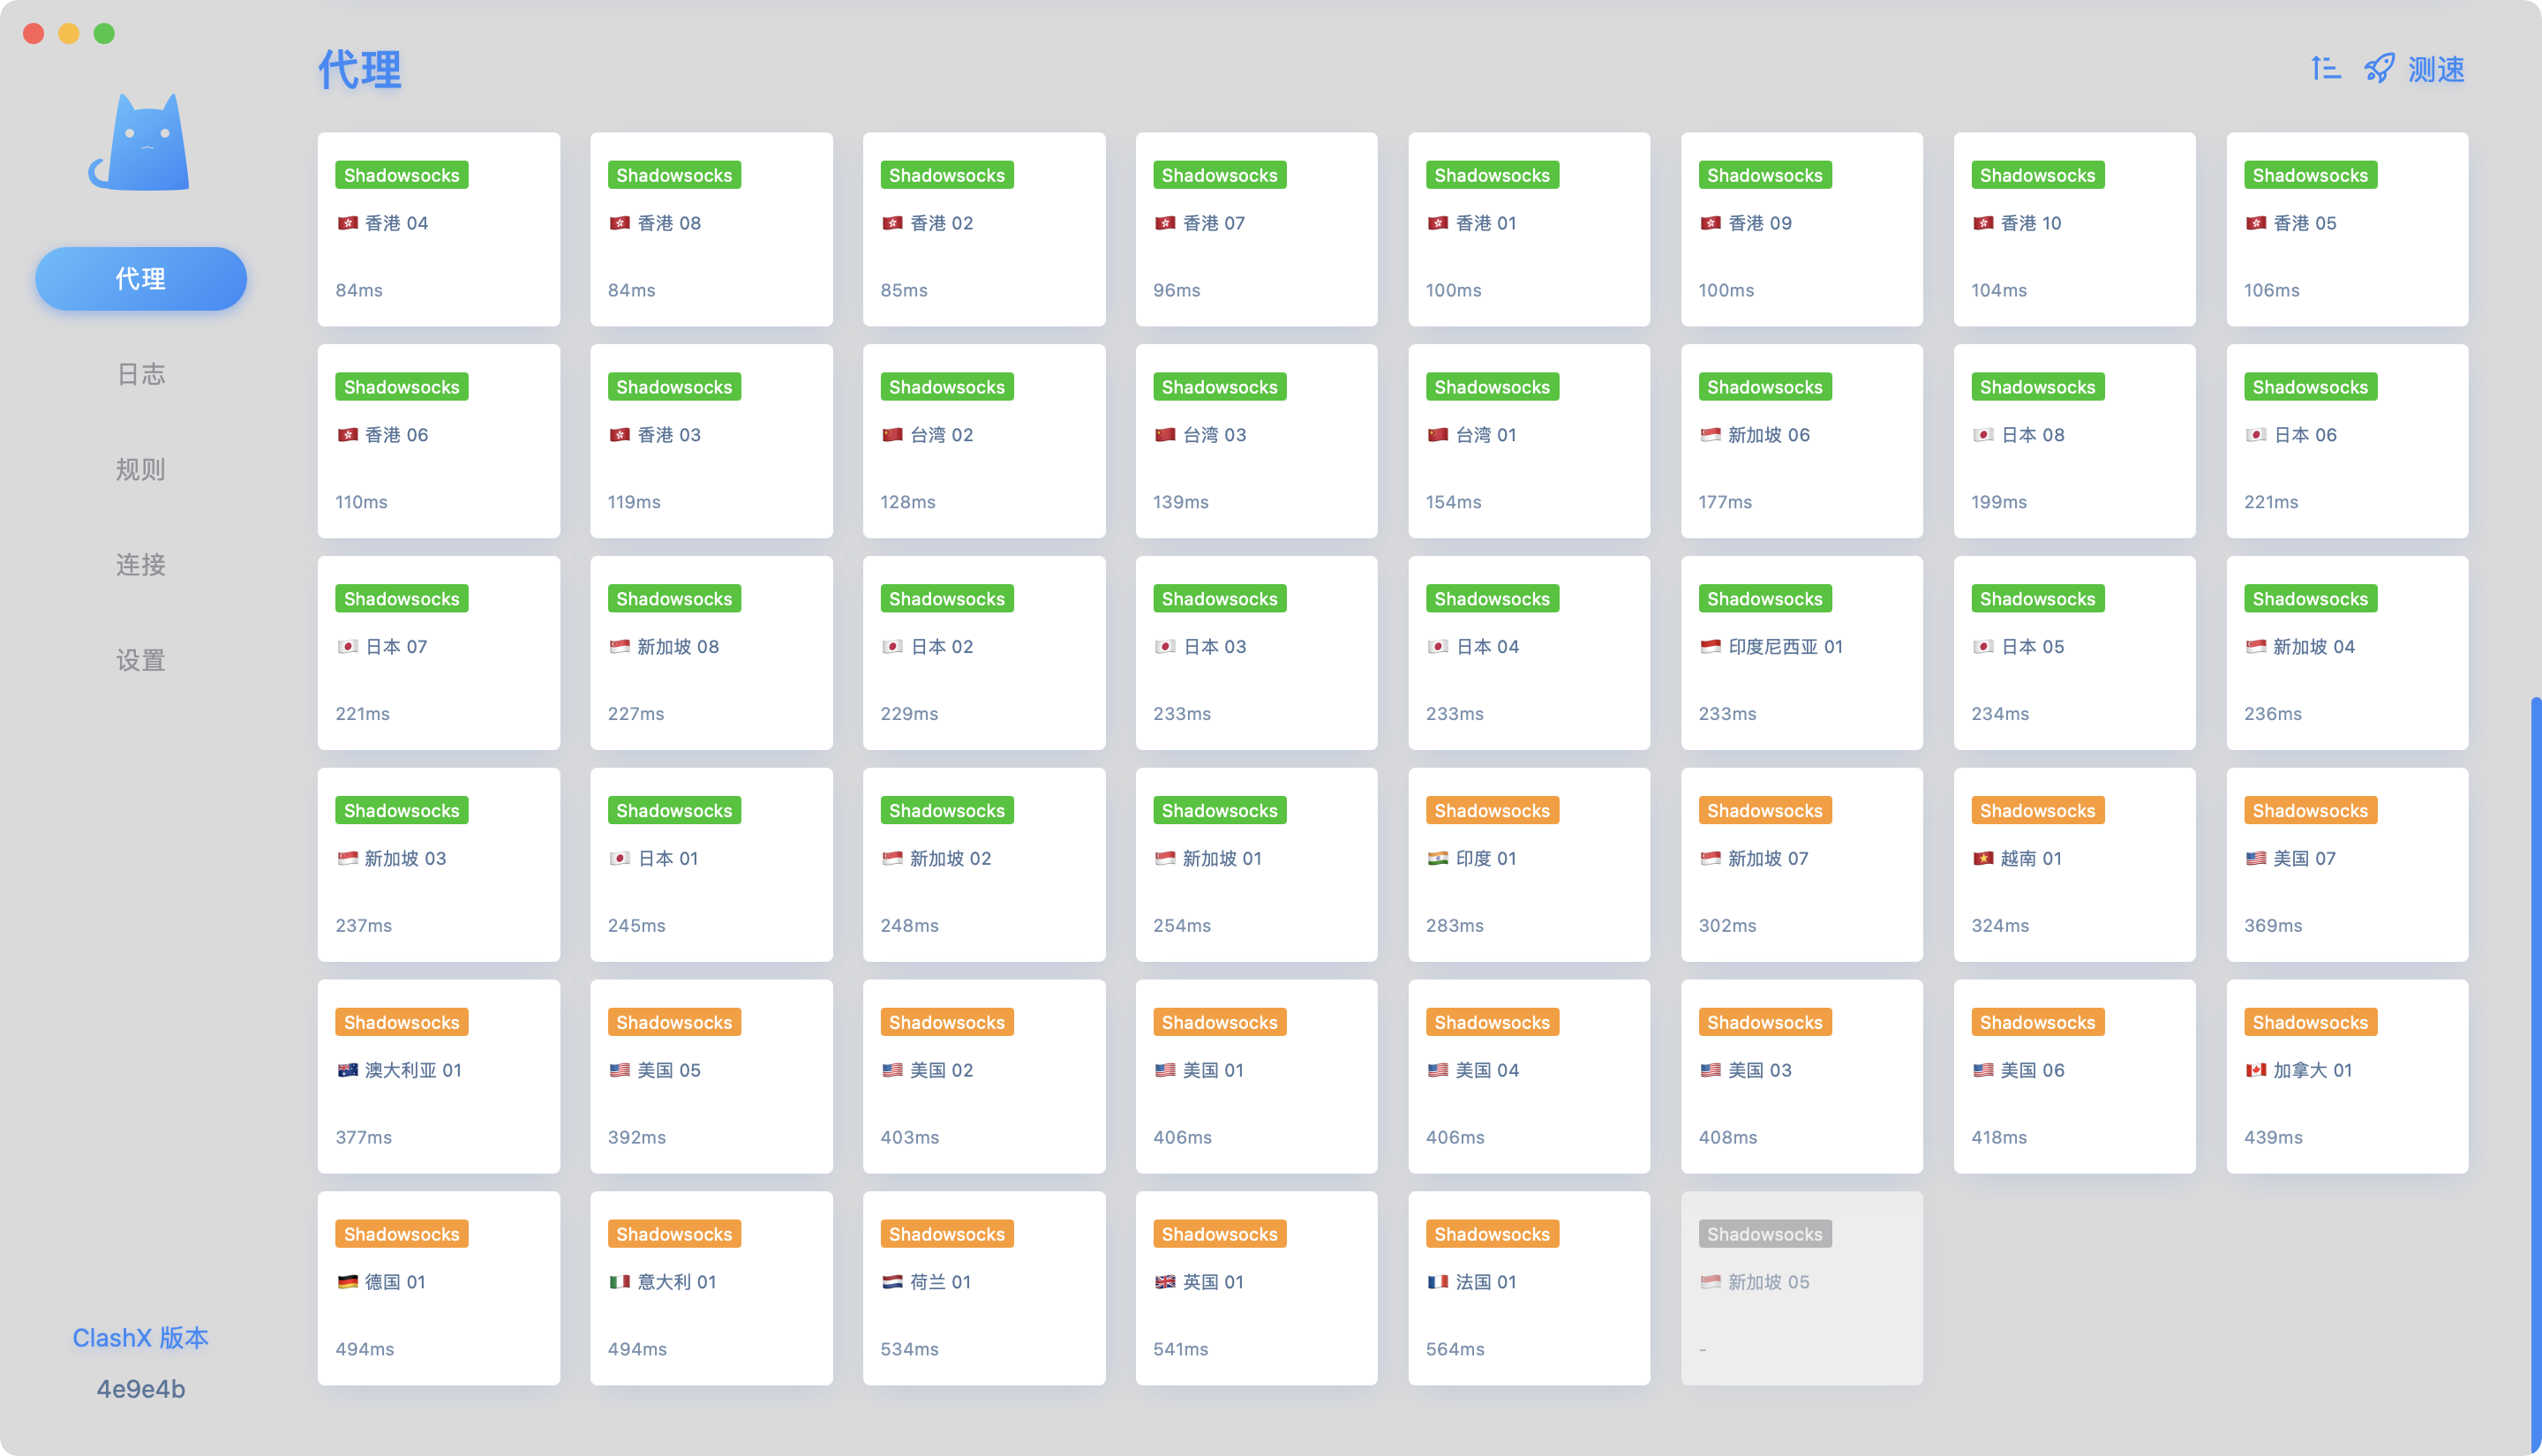 代理
测速
代理
日志
规则
连接
设置
ClashX 版本
4e9e4b
Shadowsocks
香港 04
84ms
Shadowsocks
香港 08
84ms
Shadowsocks
香港 02
85ms
Shadowsocks
香港 07
96ms
Shadowsocks
香港 01
100ms
Shadowsocks
香港 09
100ms
Shadowsocks
香港 10
104ms
Shadowsocks
香港 05
106ms
Shadowsocks
香港 06
110ms
Shadowsocks
香港 03
119ms
Shadowsocks
台湾 02
128ms
Shadowsocks
台湾 03
139ms
Shadowsocks
台湾 01
154ms
Shadowsocks
新加坡 06
177ms
Shadowsocks
日本 08
199ms
Shadowsocks
日本 06
221ms
Shadowsocks
日本 07
221ms
Shadowsocks
新加坡 08
227ms
Shadowsocks
日本 02
229ms
Shadowsocks
日本 03
233ms
Shadowsocks
日本 04
233ms
Shadowsocks
印度尼西亚 01
233ms
Shadowsocks
日本 05
234ms
Shadowsocks
新加坡 04
236ms
Shadowsocks
新加坡 03
237ms
Shadowsocks
日本 01
245ms
Shadowsocks
新加坡 02
248ms
Shadowsocks
新加坡 01
254ms
Shadowsocks
印度 01
283ms
Shadowsocks
新加坡 07
302ms
Shadowsocks
越南 01
324ms
Shadowsocks
美国 07
369ms
Shadowsocks
澳大利亚 01
377ms
Shadowsocks
美国 05
392ms
Shadowsocks
美国 02
403ms
Shadowsocks
美国 01
406ms
Shadowsocks
美国 04
406ms
Shadowsocks
美国 03
408ms
Shadowsocks
美国 06
418ms
Shadowsocks
加拿大 01
439ms
Shadowsocks
德国 01
494ms
Shadowsocks
意大利 01
494ms
Shadowsocks
荷兰 01
534ms
Shadowsocks
英国 01
541ms
Shadowsocks
法国 01
564ms
Shadowsocks
新加坡 05
-